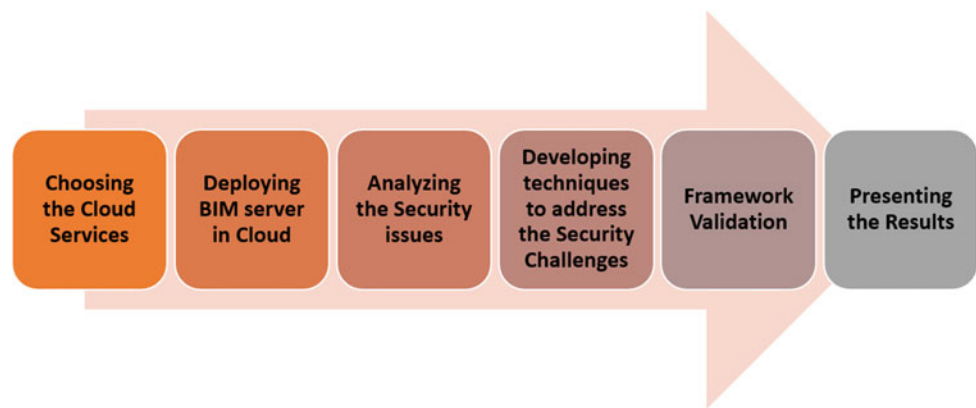 Choosing
the Cloud
Services
Deploying
BIM server
in Cloud
Analyzing
the Security
issues
Developing
techniques
to address
the Security
Challenges
Framework
Validation
Presenting
the Results